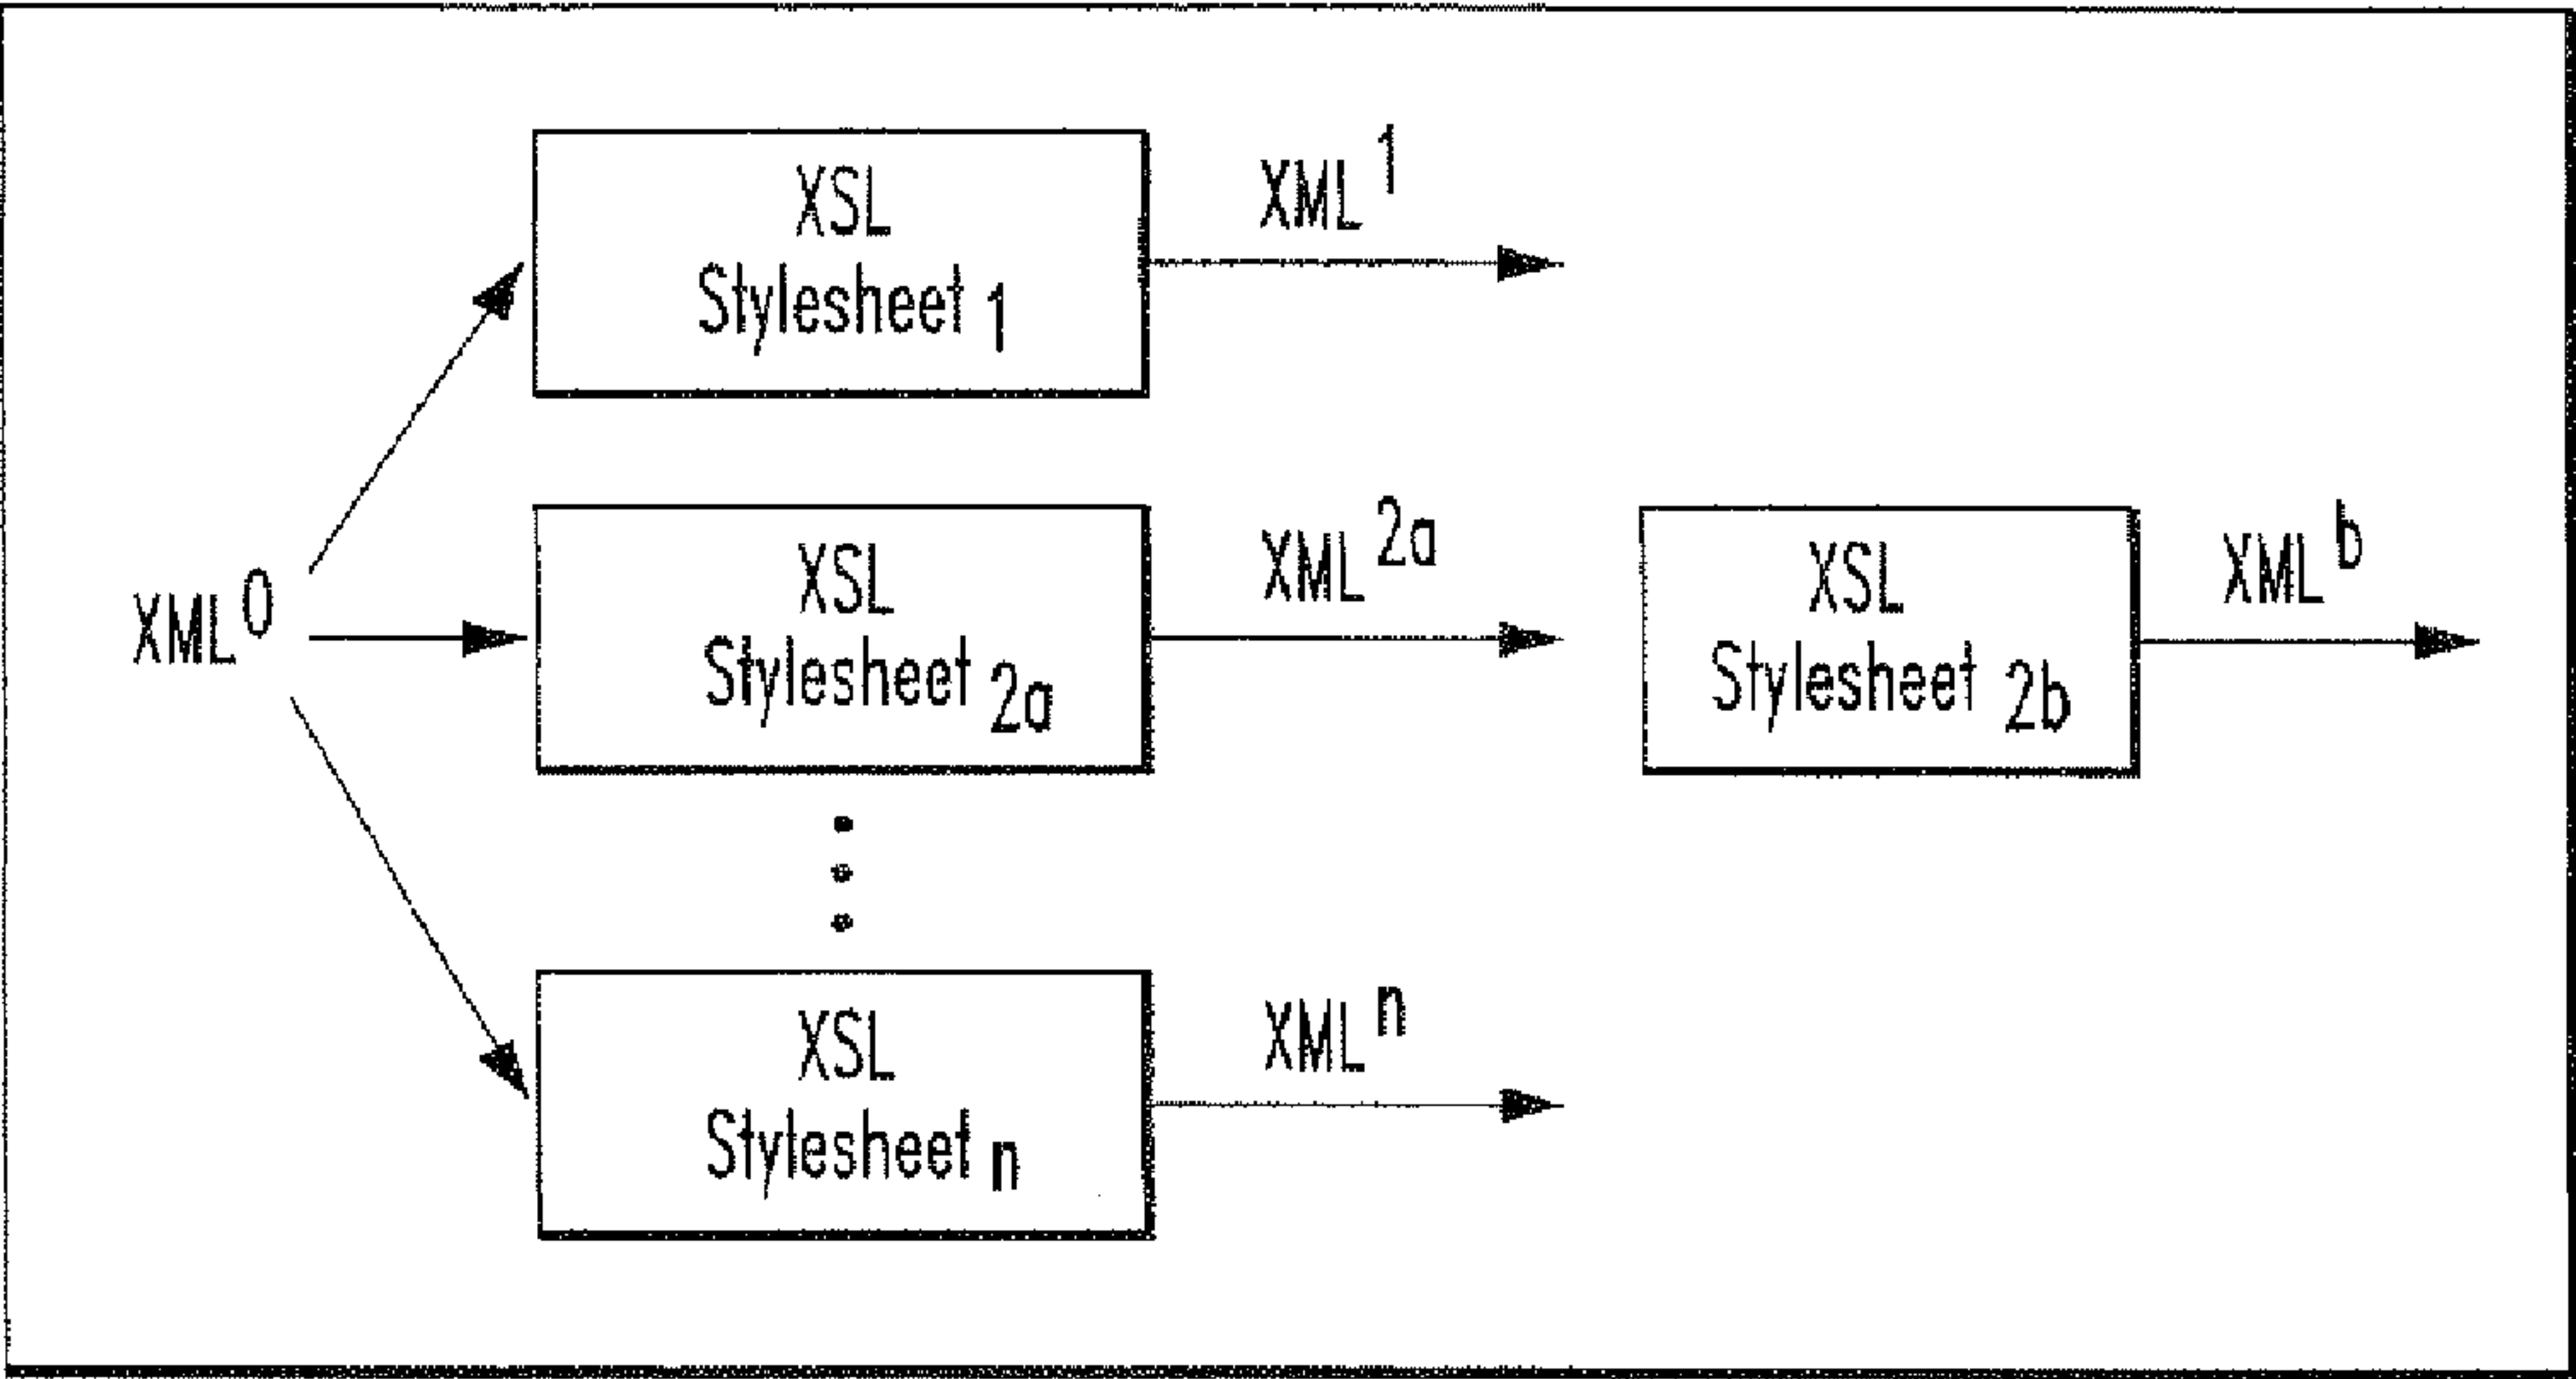 XSL
Stylesheet 1
XML 1
XML 0
XSL
Stylesheet 2a
XML 2a
XSL
Stylesheet 2b
XML b
XSL
Stylesheet n
XML n